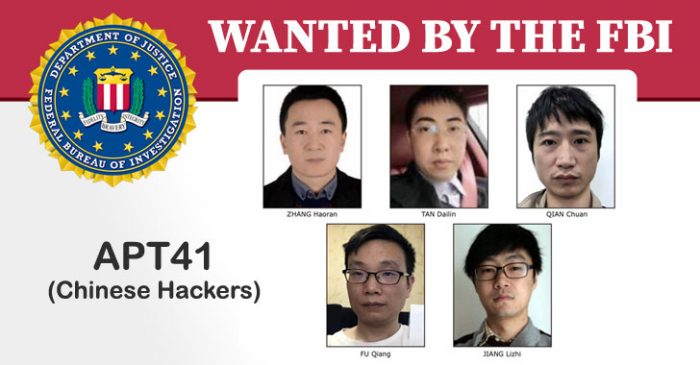 WANTED BY THE FBI
DEPARTMENT OF JUSTICE
FEDERAL BUREAU OF INVESTIGATION
FIDELITY
BRAVERY
INTEGRITY
ZHANG Haoran
TAN Dailin
QIAN Chuan
APT41
(Chinese Hackers)
FU Qiang
JIANG Lizhi